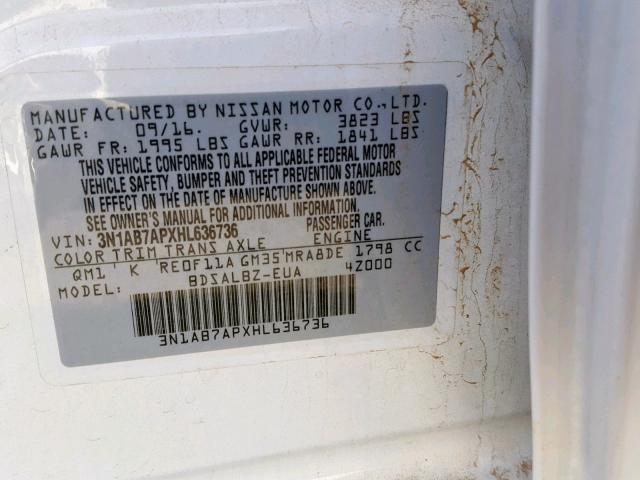 MANUFACTURED BY NISSAN MOTOR CO., LTD.
DATE: 09/16. GVWR: 3823 LBS
GAWR FR: 1995 LBS GAWR RR: 1841 LBS
THIS VEHICLE CONFORMS TO ALL APPLICABLE FEDERAL MOTOR
VEHICLE SAFETY, BUMPER AND THEFT PREVENTION STANDARDS
IN EFFECT ON THE DATE OF MANUFACTURE SHOWN ABOVE.
SEE OWNER'S MANUAL FOR ADDITIONAL INFORMATION.
VIN: 3N1AB7APXHL636736 PASSENGER CAR.
COLOR TRIM TRANS AXLE ENGINE
QM1 K RE0F11A GM35 MRA8DE 1798 CC
MODEL: BDSALBZ-EUA 4Z000
3N1AB7APXHL636736